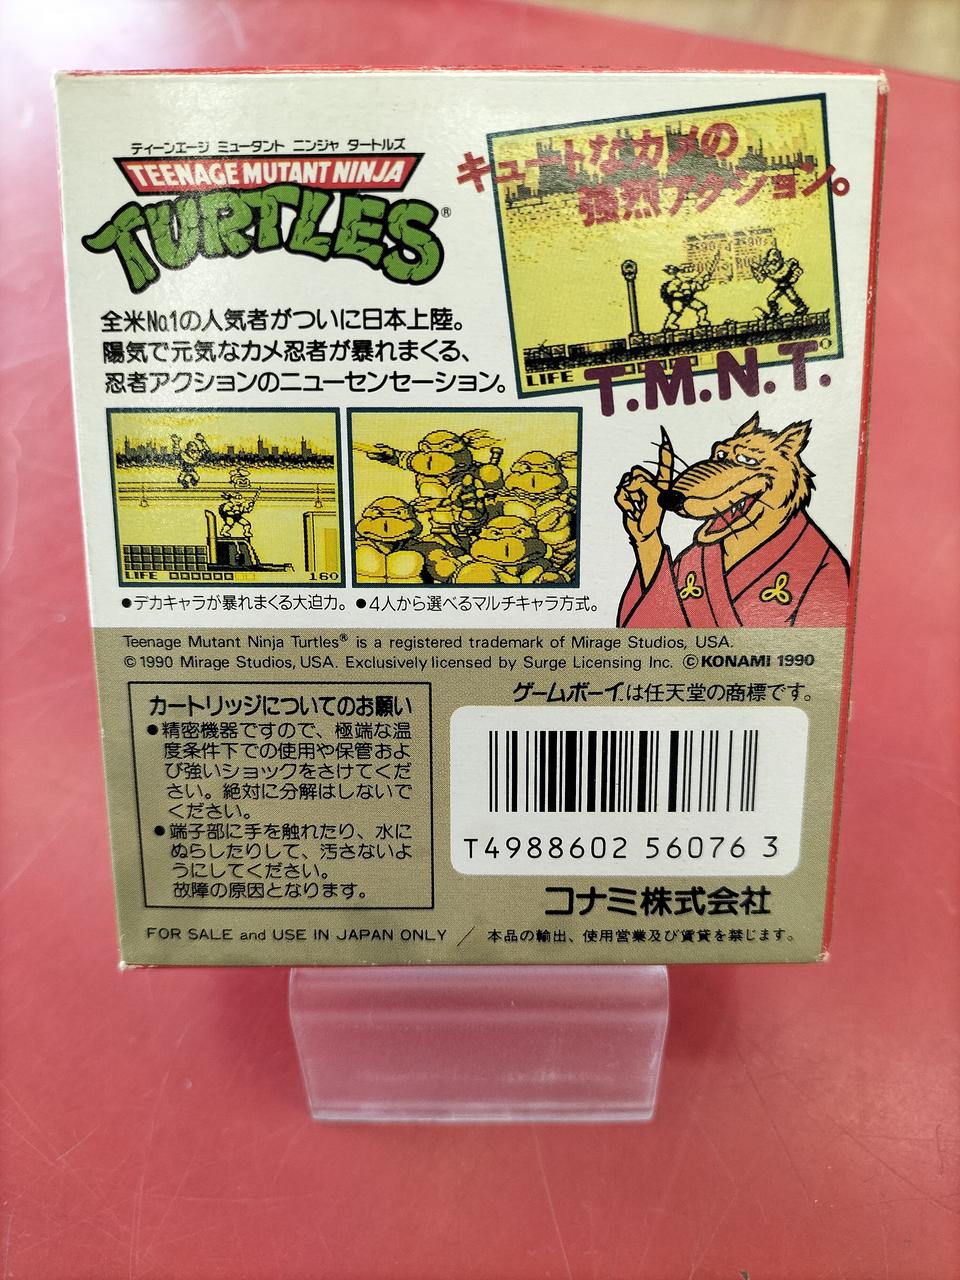 ティーンエージ ミュータント ニンジャ タートルズ
TEENAGE MUTANT NINJA
TURTLES®
キュートなカメの
強烈アクション。
LIFE
T.M.N.T.
全米No.1の人気者がついに日本上陸。
陽気で元気なカメ忍者が暴れまくる、
忍者アクションのニューセンセーション。
LIFE 160
●デカキャラが暴れまくる大迫力。
●4人から選べるマルチキャラ方式。
Teenage Mutant Ninja Turtles® is a registered trademark of Mirage Studios, USA.
©1990 Mirage Studios, USA. Exclusively licensed by Surge Licensing Inc. ©KONAMI 1990
カートリッジについてのお願い
●精密機器ですので、極端な温
度条件下での使用や保管およ
び強いショックをさけてくだ
さい。絶対に分解はしないで
ください。
●端子部に手を触れたり、水に
ぬらしたりして、汚さないよ
うにしてください。
故障の原因となります。
ゲームボーイは任天堂の商標です。
T4988602 56076 3
コナミ株式会社
FOR SALE and USE IN JAPAN ONLY / 本品の輸出、使用営業及び賃貸を禁じます。